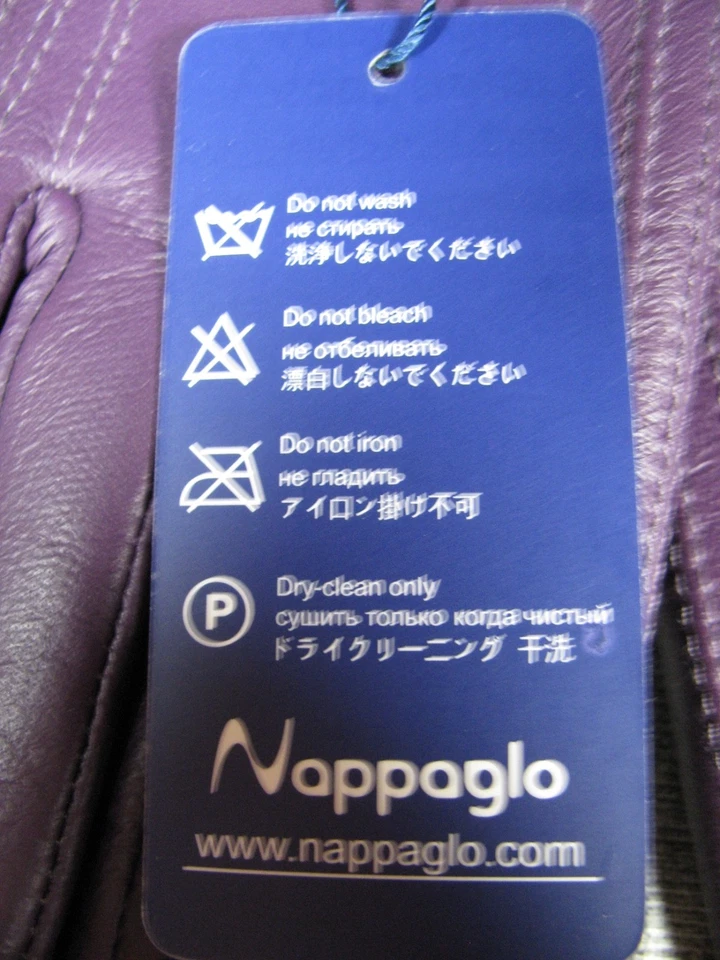 Do not wash
не стирать
洗浄しないでください
Do not bleach
не отбеливать
漂白しないでください
Do not iron
не гладить
アイロン掛け不可
P
Dry-clean only
сушить только когда чистый
ドライクリーニング 干洗
Nappaglo
www.nappaglo.com